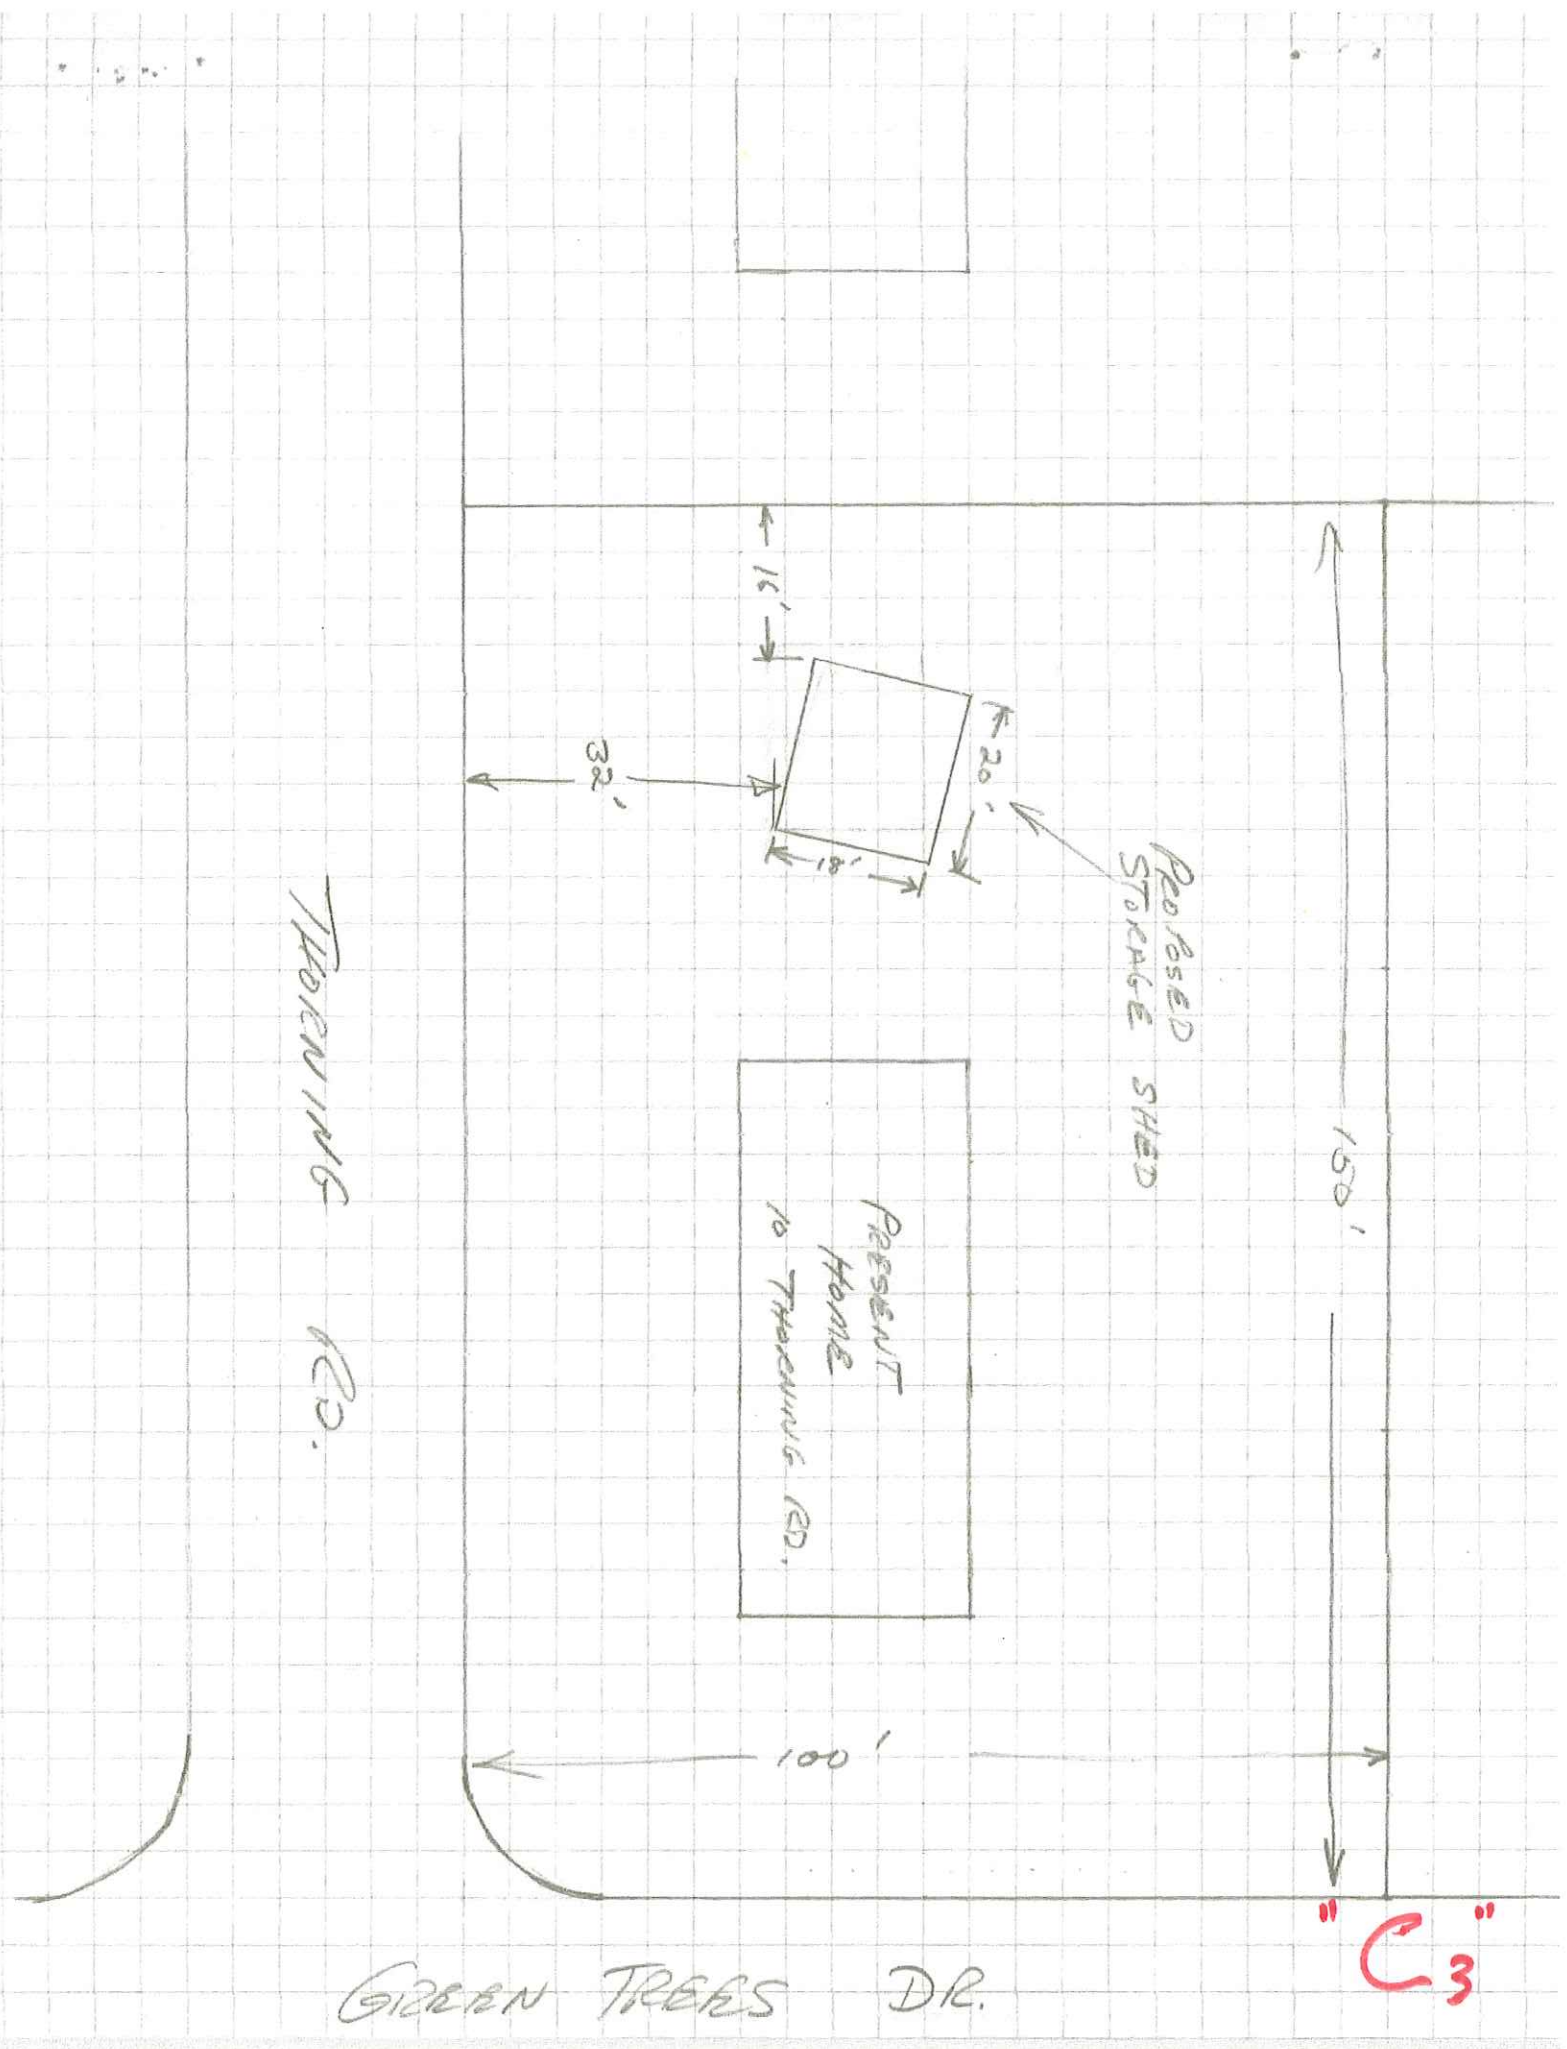 16'
32'
20'
18'
PROPOSED
STORAGE SHED
150'
THORNING RD.
PRESENT
HOME
10 THORNING RD.
100'
"C3"
GREEN TREES DR.